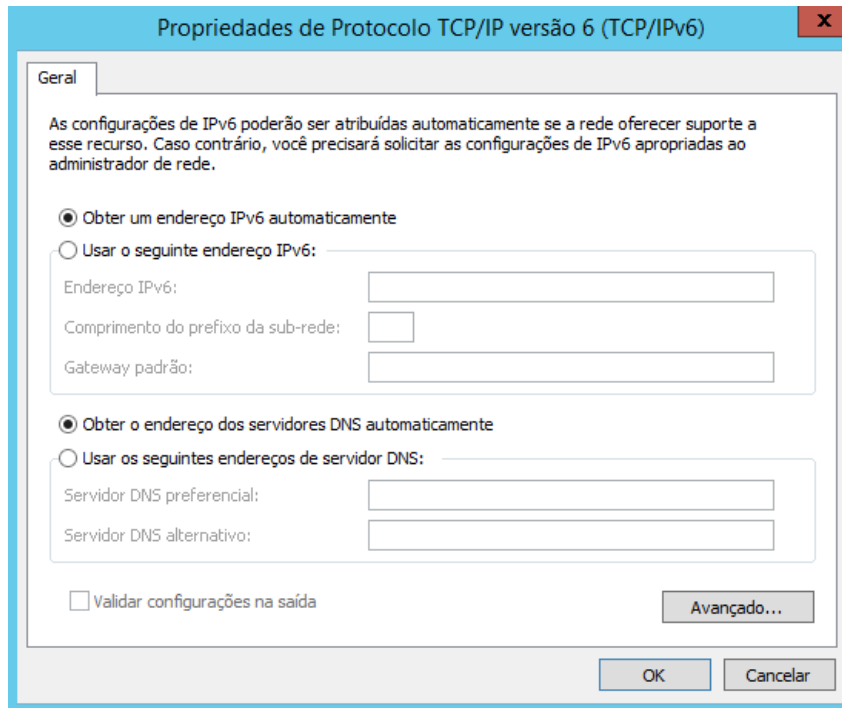 Propriedades de Protocolo TCP/IP versão 6 (TCP/IPv6)
x
Geral
As configurações de IPv6 poderão ser atribuídas automaticamente se a rede oferecer suporte a
esse recurso. Caso contrário, você precisará solicitar as configurações de IPv6 apropriadas ao
administrador de rede.
Obter um endereço IPv6 automaticamente
Usar o seguinte endereço IPv6:
Endereço IPv6:
Comprimento do prefixo da sub-rede:
Gateway padrão:
Obter o endereço dos servidores DNS automaticamente
Usar os seguintes endereços de servidor DNS:
Servidor DNS preferencial:
Servidor DNS alternativo:
Validar configurações na saída
Avançado...
OK
Cancelar